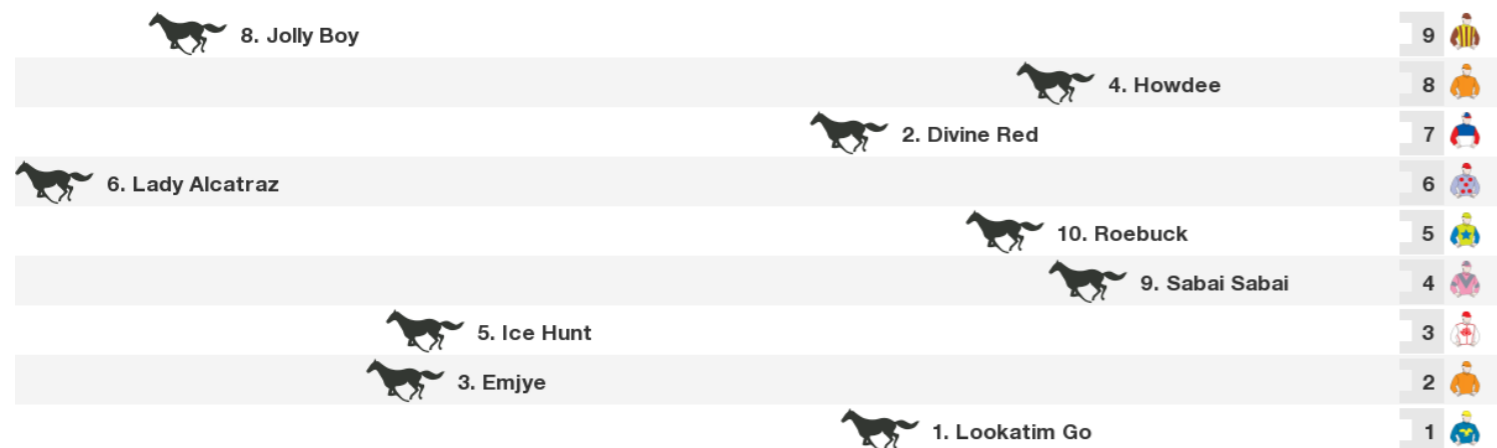 8. Jolly Boy 9
4. Howdee 8
2. Divine Red 7
6. Lady Alcatraz 6
10. Roebuck 5
9. Sabai Sabai 4
5. Ice Hunt 3
3. Emjye 2
1. Lookatim Go 1